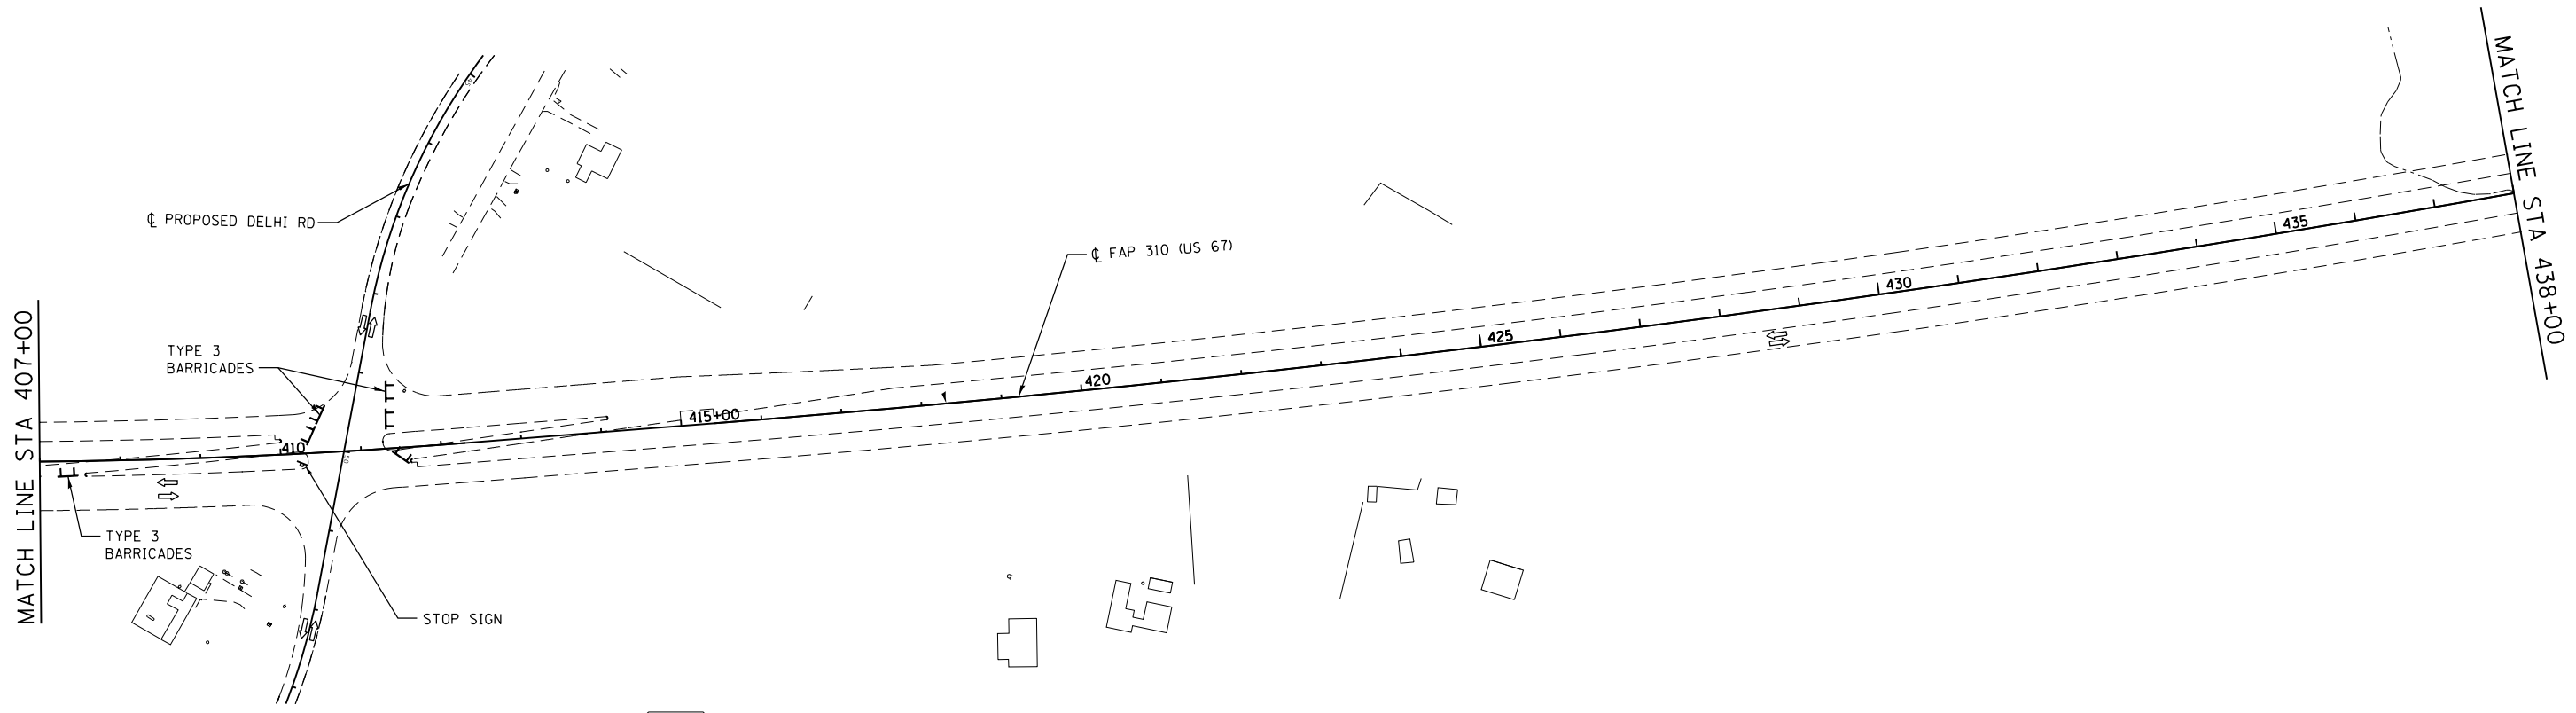 MATCH LINE STA 407+00
℄ PROPOSED DELHI RD
TYPE 3
BARRICADES
TYPE 3
BARRICADES
STOP SIGN
℄ FAP 310 (US 67)
410
415+00
420
425
430
435
MATCH LINE STA 438+00